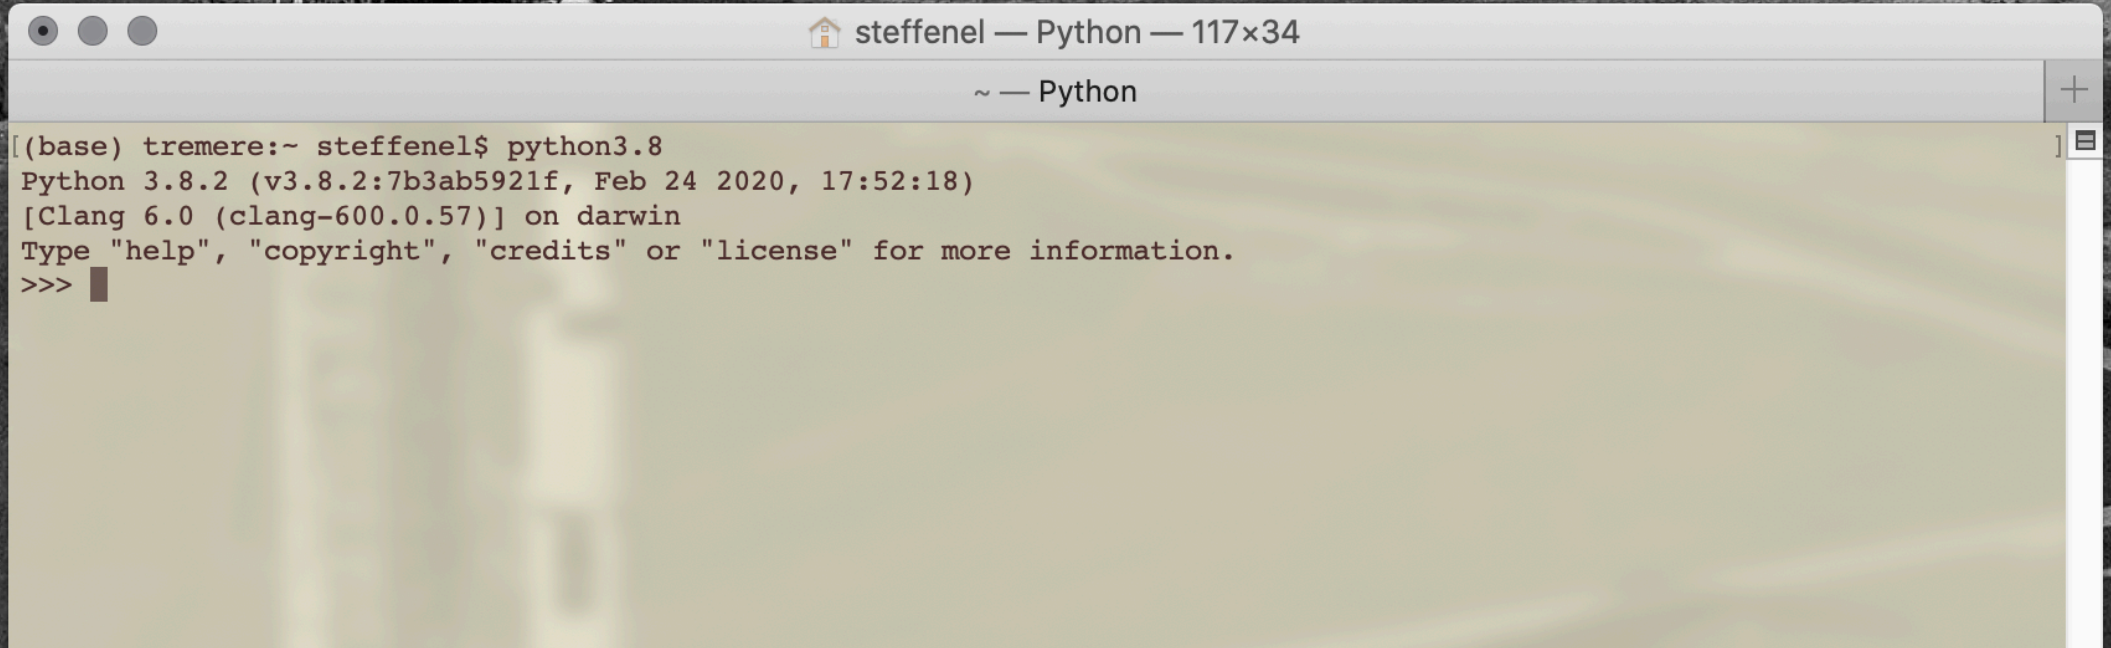 steffenel — Python — 117×34
~ — Python
[(base) tremere:~ steffenel$ python3.8 ]
Python 3.8.2 (v3.8.2:7b3ab5921f, Feb 24 2020, 17:52:18)
[Clang 6.0 (clang-600.0.57)] on darwin
Type "help", "copyright", "credits" or "license" for more information.
>>>